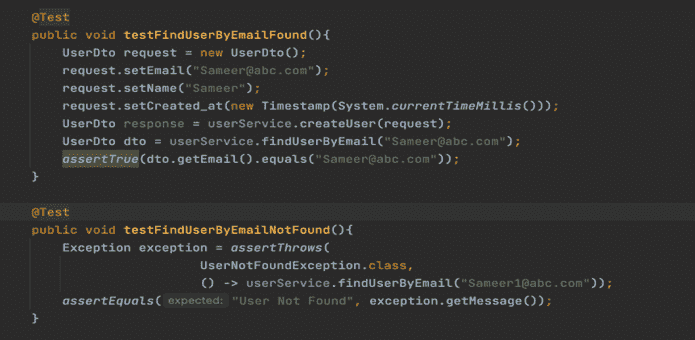 @Test
public void testFindUserByEmailFound(){
    UserDto request = new UserDto();
    request.setEmail("Sameer@abc.com");
    request.setName("Sameer");
    request.setCreated_at(new Timestamp(System.currentTimeMillis()));
    UserDto response = userService.createUser(request);
    UserDto dto = userService.findUserByEmail("Sameer@abc.com");
    assertTrue(dto.getEmail().equals("Sameer@abc.com"));
}
@Test
public void testFindUserByEmailNotFound(){
    Exception exception = assertThrows(
                    UserNotFoundException.class,
                    () -> userService.findUserByEmail("Sameer1@abc.com"));
    assertEquals( expected: "User Not Found", exception.getMessage());
}